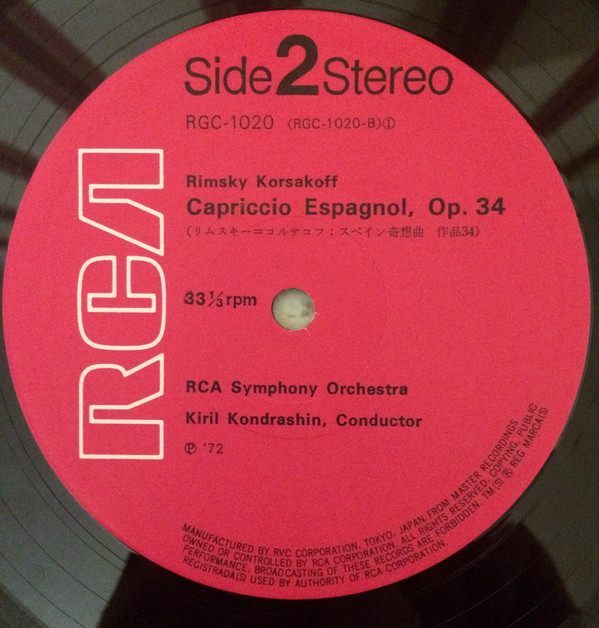 Side 2 Stereo
RGC-1020 (RGC-1020-B)①
Rimsky Korsakoff
Capriccio Espagnol, Op. 34
(リムスキー＝コルサコフ：スペイン奇想曲 作品34)
33 1/3 rpm
RCA
RCA Symphony Orchestra
Kiril Kondrashin, Conductor
Ⓟ '72
MANUFACTURED BY RVC CORPORATION, TOKYO, JAPAN, FROM MASTER RECORDINGS
OWNED OR CONTROLLED BY RCA CORPORATION. ALL RIGHTS RESERVED, COPYING, PUBLIC
PERFORMANCE, BROADCASTING OF THESE RECORDS ARE FORBIDDEN. TM(S) Ⓡ REG MARCA(S)
REGISTRADA(S) USED BY AUTHORITY OF RCA CORPORATION.